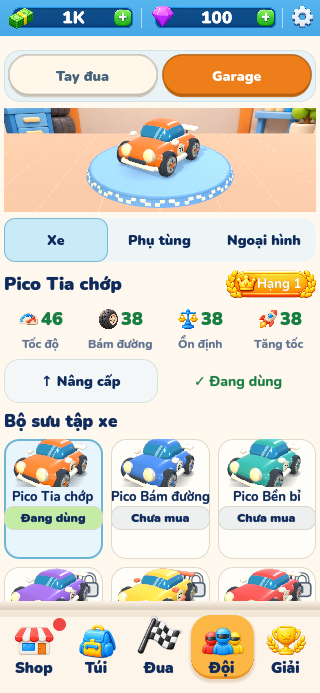 1K
100
Tay đua
Garage
Xe
Phụ tùng
Ngoại hình
Pico Tia chớp
Hạng 1
46
38
38
38
Tốc độ
Bám đường
Ổn định
Tăng tốc
↑ Nâng cấp
✓ Đang dùng
Bộ sưu tập xe
Pico Tia chớp
Pico Bám đường
Pico Bền bỉ
Đang dùng
Chưa mua
Chưa mua
Shop
Túi
Đua
Đội
Giải